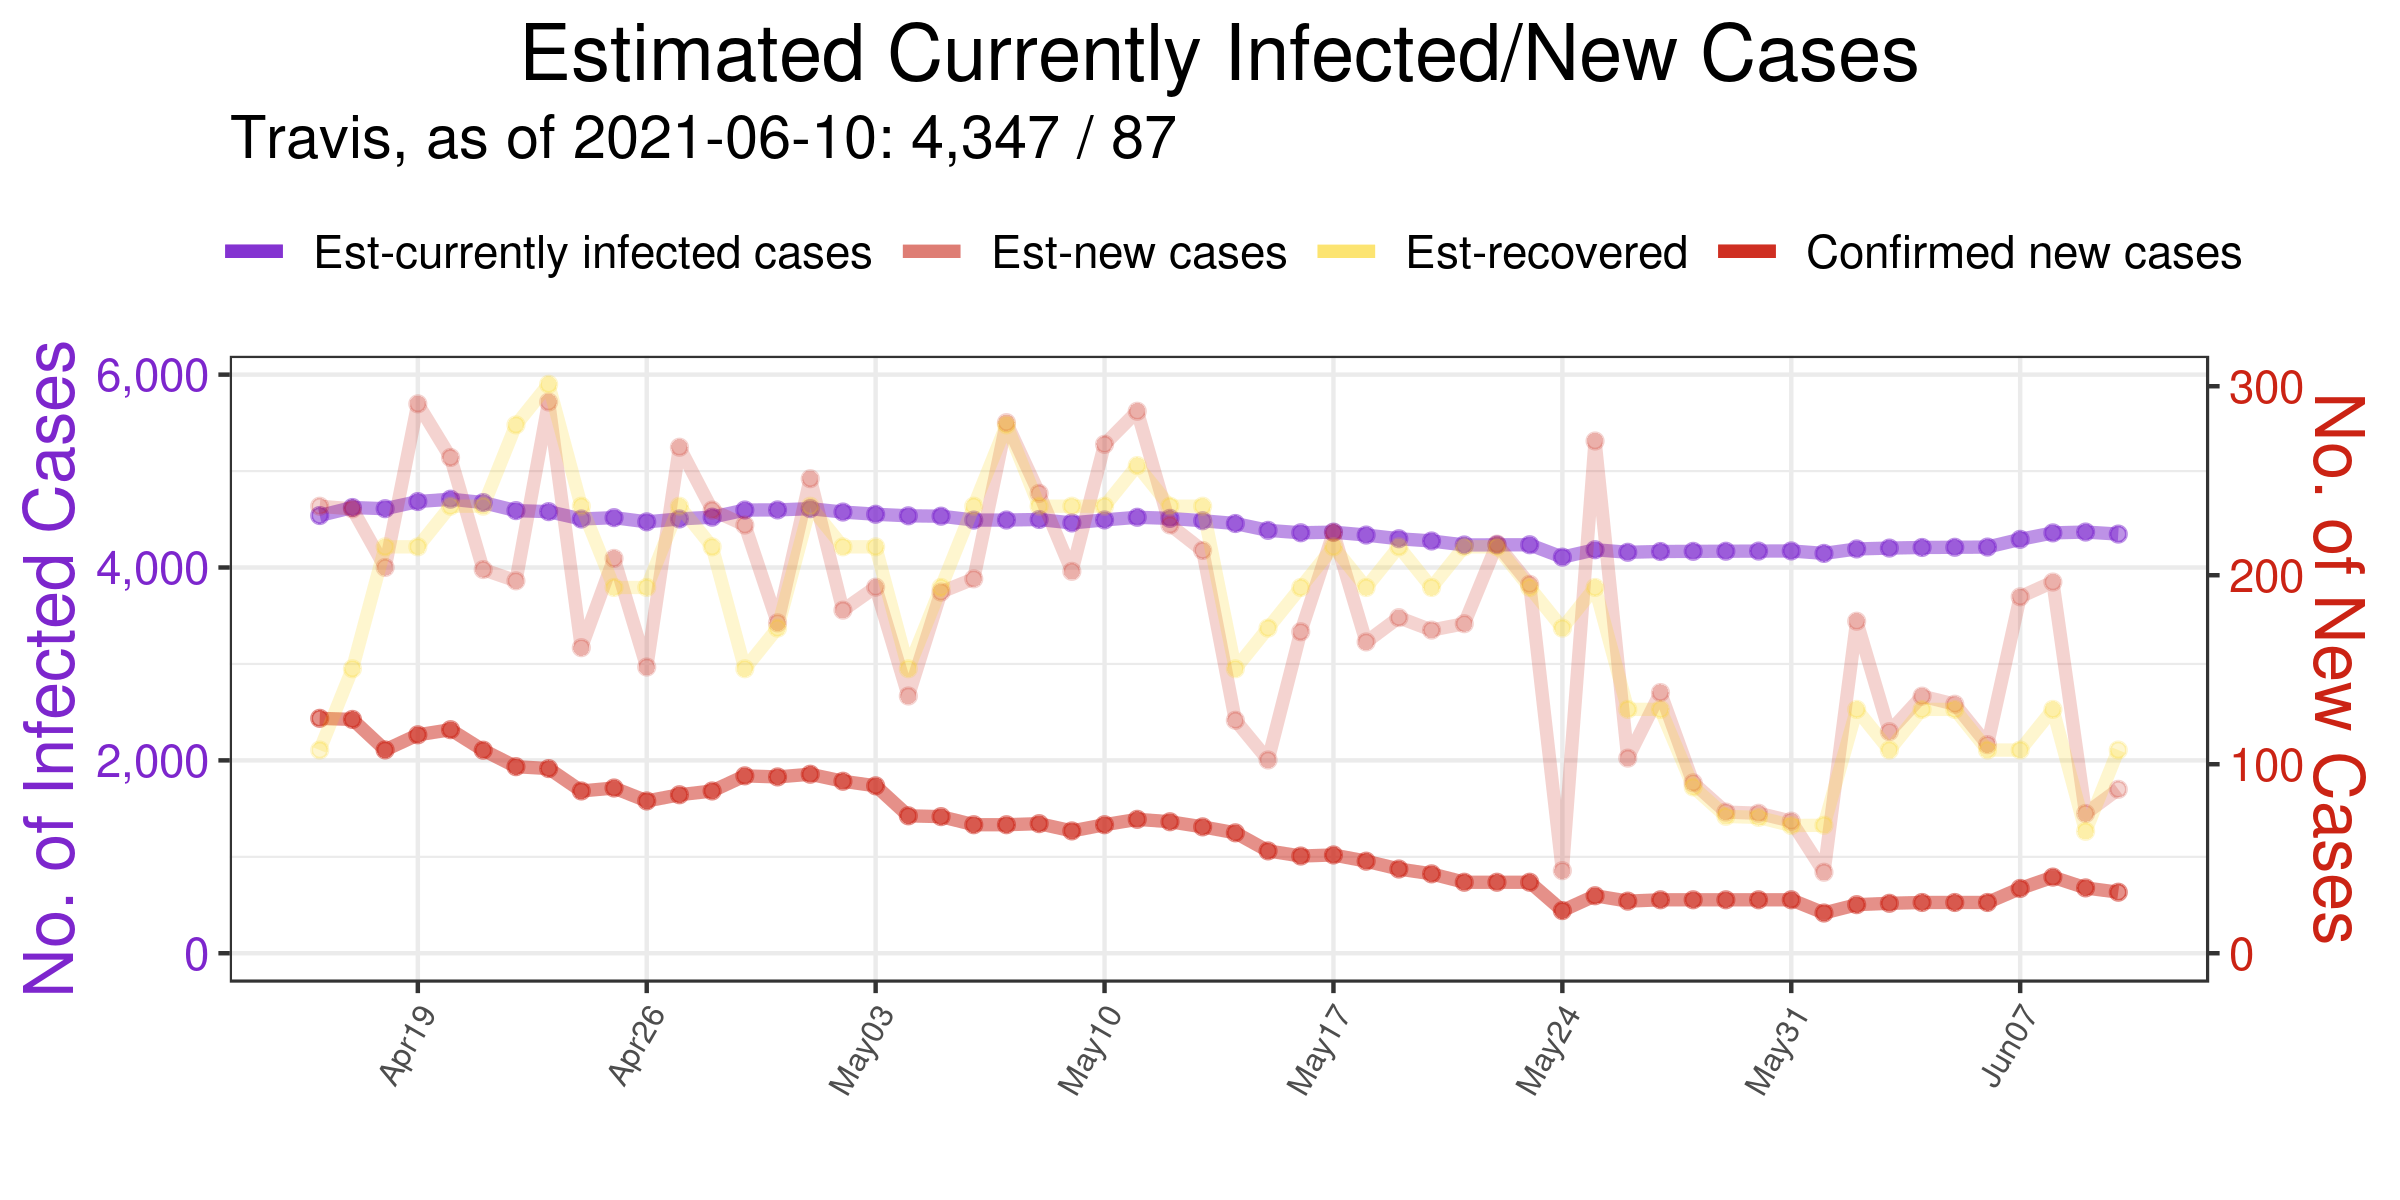 Estimated Currently Infected/New Cases
Travis, as of 2021-06-10: 4,347 / 87
Est-currently infected cases Est-new cases Est-recovered Confirmed new cases
No. of Infected Cases
6,000
4,000
2,000
0
300
200
100
0
No. of New Cases
Apr19 Apr26 May03 May10 May17 May24 May31 Jun07